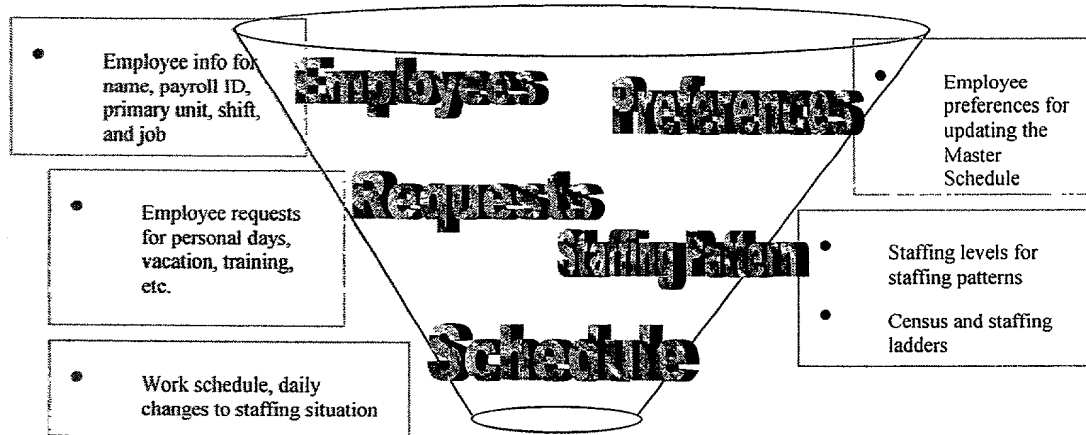 • Employee info for
name, payroll ID,
primary unit, shift,
and job
Employees
Preferences
• Employee
preferences for
updating the
Master
Schedule
• Employee requests
for personal days,
vacation, training,
etc.
Requests
Staffing Pattern
• Staffing levels for
staffing patterns
• Census and staffing
ladders
Schedule
• Work schedule, daily
changes to staffing situation